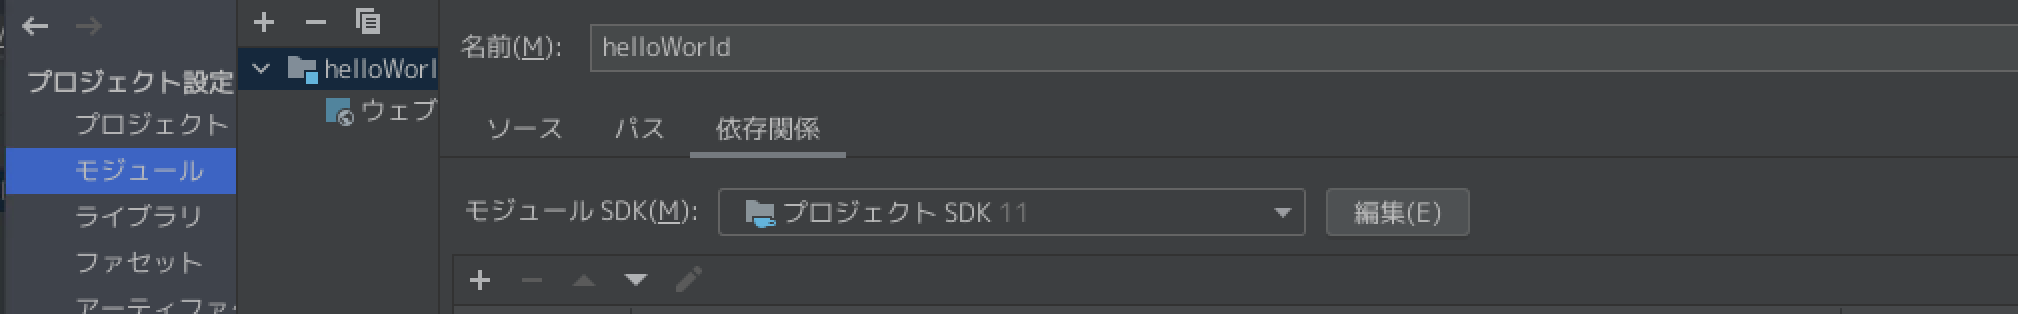 プロジェクト設定
プロジェクト
モジュール
ライブラリ
ファセット
アーティファ
helloWorl
ウェブ
名前(M): helloWorld
ソース パス 依存関係
モジュール SDK(M): プロジェクト SDK 11 編集(E)